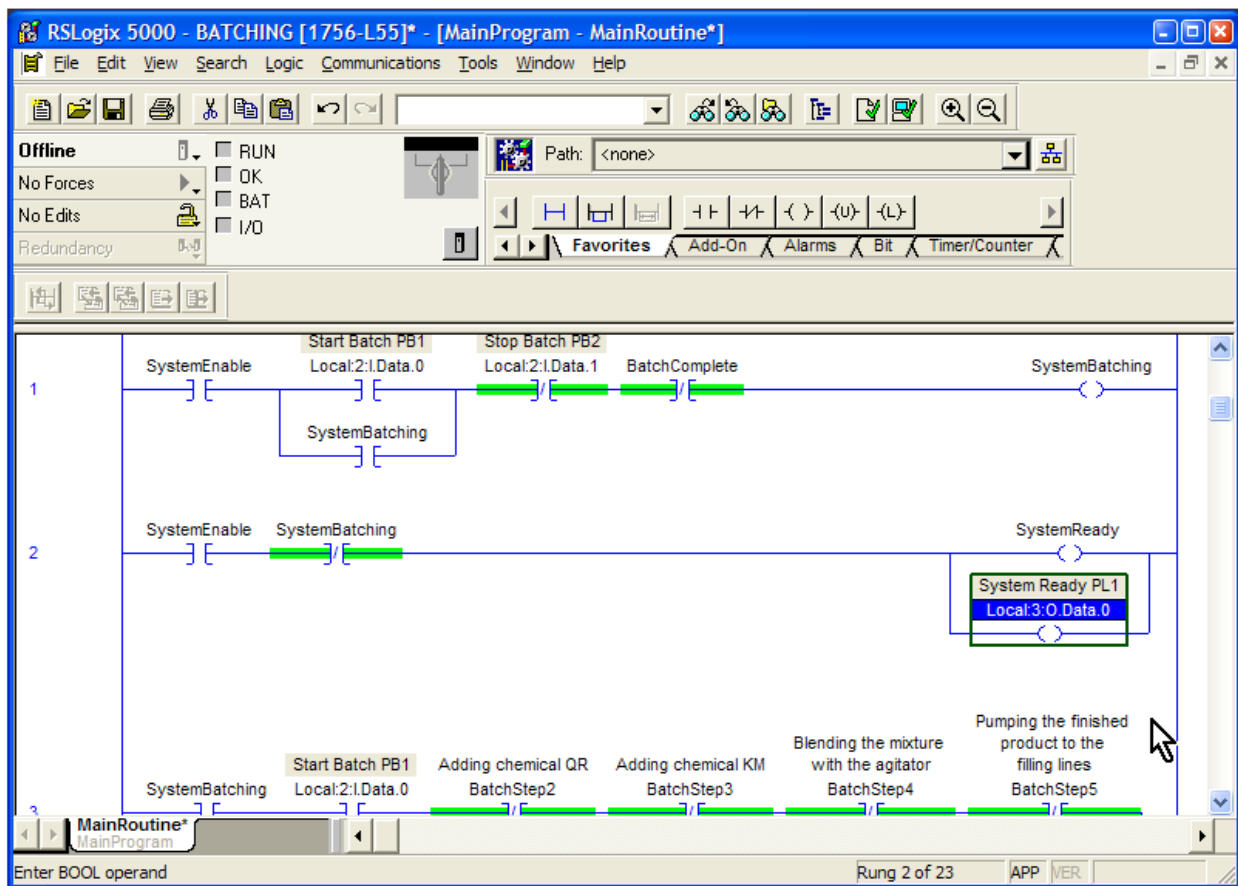 RSLogix 5000 - BATCHING [1756-L55]* - [MainProgram - MainRoutine*]
File Edit View Search Logic Communications Tools Window Help
Offline
RUN
Path: <none>
No Forces
OK
No Edits
BAT
I/O
Redundancy
Favorites Add-On Alarms Bit Timer/Counter
Start Batch PB1 Stop Batch PB2
SystemEnable Local:2:I.Data.0 Local:2:I.Data.1 BatchComplete SystemBatching
1
SystemBatching
SystemEnable SystemBatching SystemReady
2
System Ready PL1
Local:3:O.Data.0
Pumping the finished
Blending the mixture product to the
Start Batch PB1 Adding chemical QR Adding chemical KM with the agitator filling lines
SystemBatching Local:2:I.Data.0 BatchStep2 BatchStep3 BatchStep4 BatchStep5
3
MainRoutine*
MainProgram
Enter BOOL operand Rung 2 of 23 APP VER